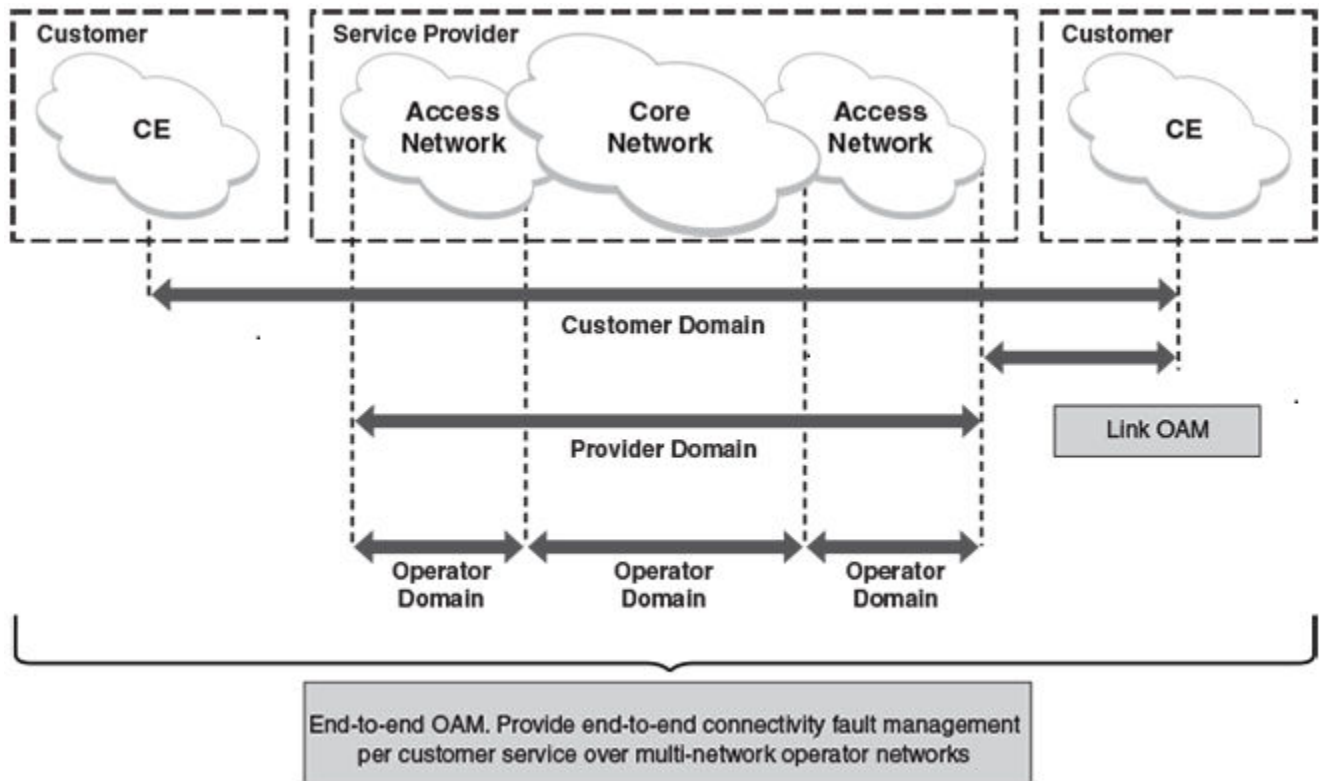 Customer
Service Provider
Customer
CE
Access
Network
Core
Network
Access
Network
CE
Customer Domain
Link OAM
Provider Domain
Operator
Domain
Operator
Domain
Operator
Domain
End-to-end OAM. Provide end-to-end connectivity fault management
per customer service over multi-network operator networks